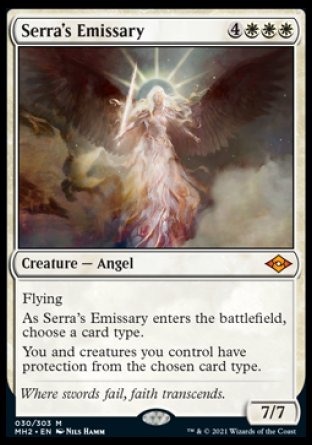 Serra's Emissary 4
Creature — Angel
Flying
As Serra's Emissary enters the battlefield,
choose a card type.
You and creatures you control have
protection from the chosen card type.
Where swords fail, faith transcends.
7/7
030/303 M
MH2 • EN Nils Hamm
™ & © 2021 Wizards of the Coast